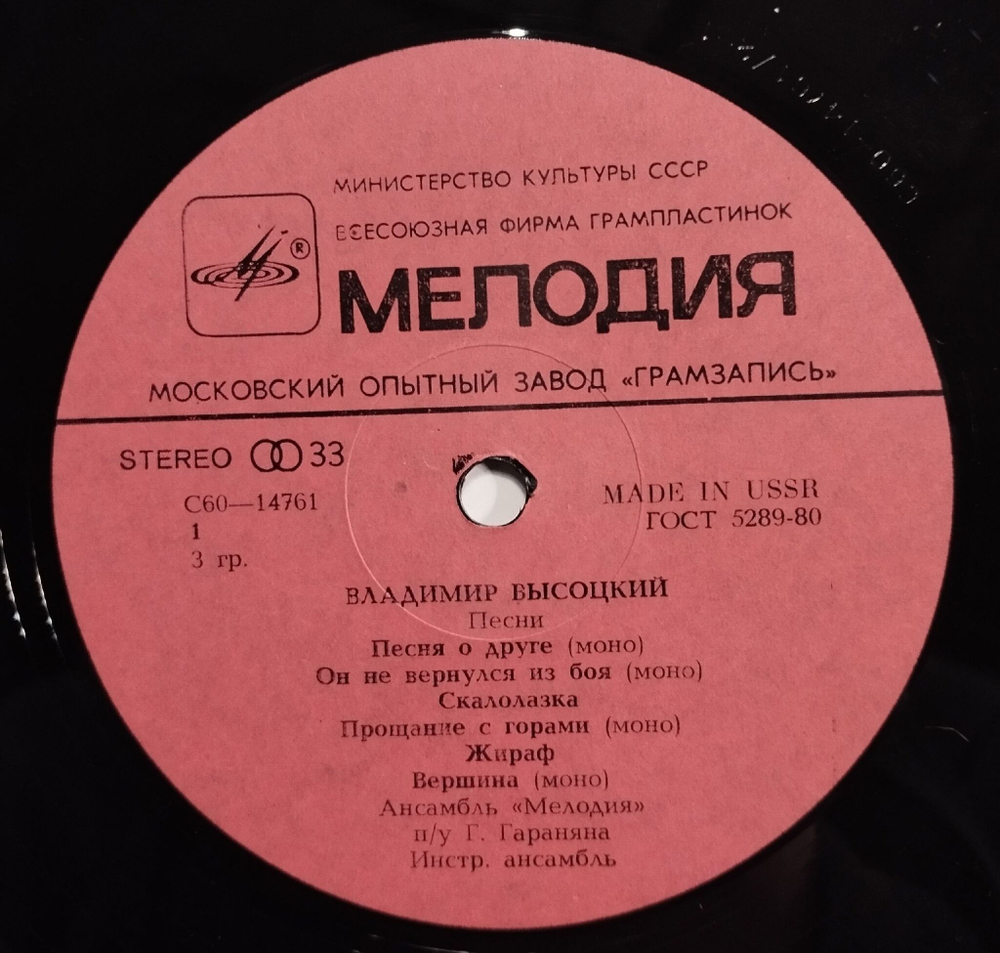 МИНИСТЕРСТВО КУЛЬТУРЫ СССР
ВСЕСОЮЗНАЯ ФИРМА ГРАМПЛАСТИНОК
®
МЕЛОДИЯ
МОСКОВСКИЙ ОПЫТНЫЙ ЗАВОД «ГРАМЗАПИСЬ»
STEREO 33
С60—14761
1
3 гр.
MADE IN USSR
ГОСТ 5289-80
ВЛАДИМИР ВЫСОЦКИЙ
Песни
Песня о друге (моно)
Он не вернулся из боя (моно)
Скалолазка
Прощание с горами (моно)
Жираф
Вершина (моно)
Ансамбль «Мелодия»
п/у Г. Гараняна
Инстр. ансамбль